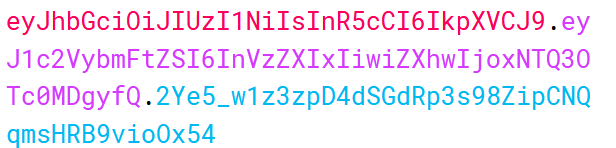 eyJhbGciOiJIUzI1NiIsInR5cCI6IkpXVCJ9.ey
J1c2VybmFtZSI6InVzZXIxIiwiZXhwIjoxNTQ3O
Tc0MDgyfQ.2Ye5_w1z3zpD4dSGdRp3s98ZipCNQ
qmsHRB9vioOx54